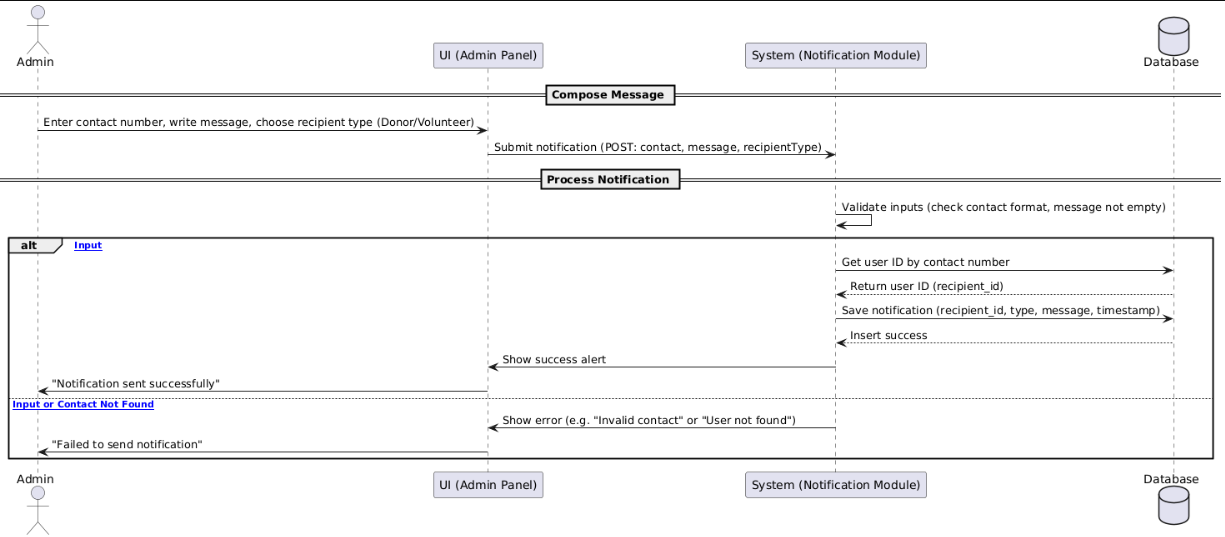 Admin
UI (Admin Panel)
System (Notification Module)
Database
Compose Message
Enter contact number, write message, choose recipient type (Donor/Volunteer)
Submit notification (POST: contact, message, recipientType)
Process Notification
Validate inputs (check contact format, message not empty)
alt
Input
Get user ID by contact number
Return user ID (recipient_id)
Save notification (recipient_id, type, message, timestamp)
Insert success
Show success alert
"Notification sent successfully"
Input or Contact Not Found
Show error (e.g. "Invalid contact" or "User not found")
"Failed to send notification"
Admin
UI (Admin Panel)
System (Notification Module)
Database